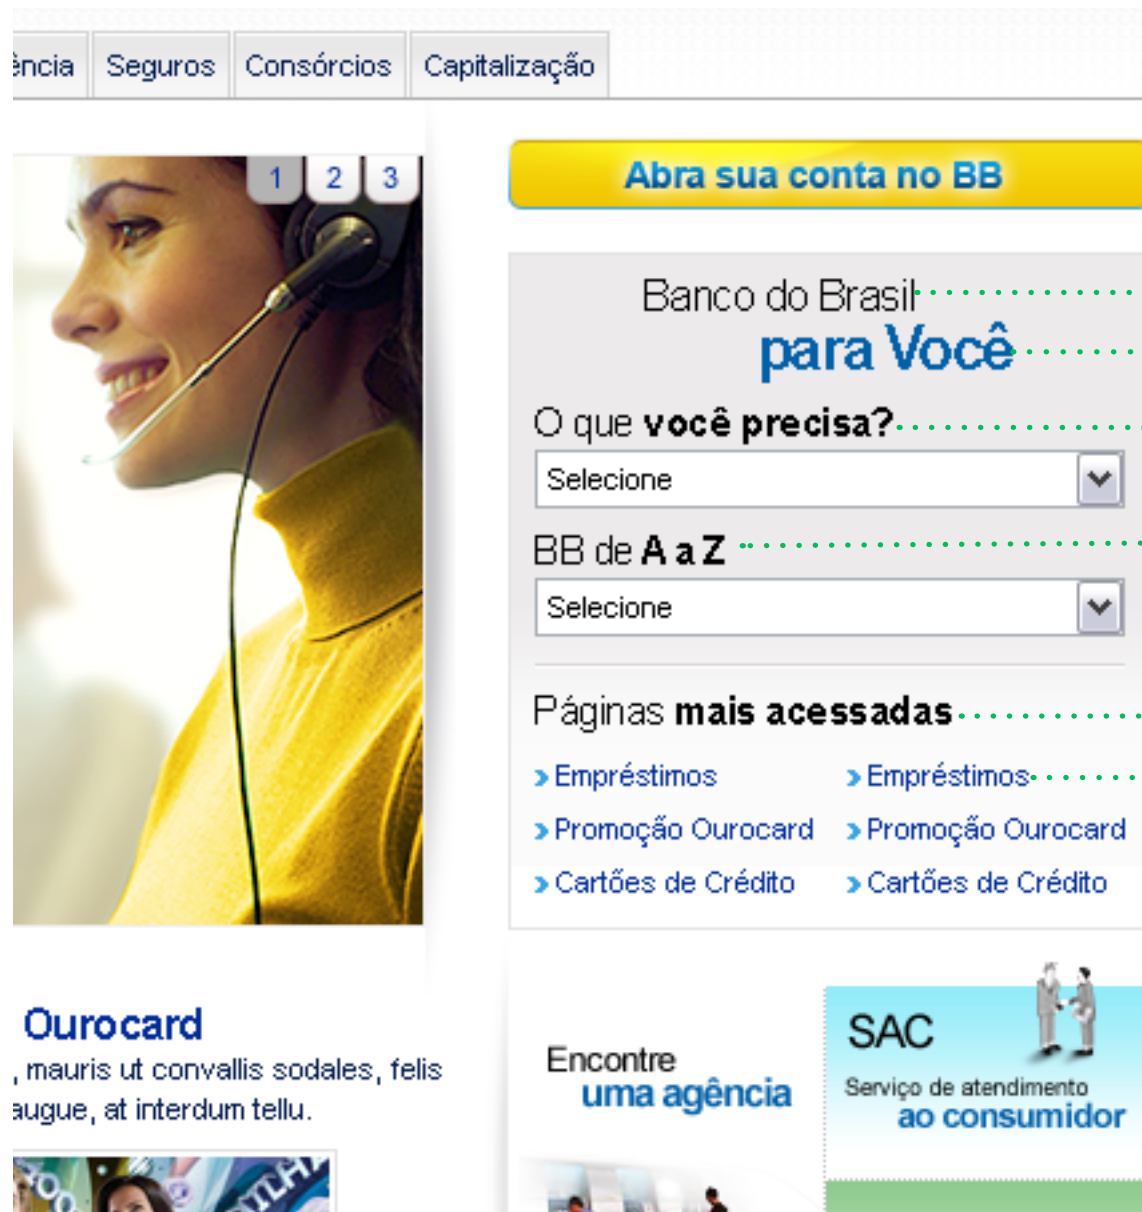 ência Seguros Consórcios Capitalização
1 2 3
Abra sua conta no BB
Banco do Brasil
para Você
O que você precisa?
Selecione
BB de A a Z
Selecione
Páginas mais acessadas
Empréstimos Empréstimos
Promoção Ourocard Promoção Ourocard
Cartões de Crédito Cartões de Crédito
Ourocard
, mauris ut convallis sodales, felis
augue, at interdum tellu.
Encontre
uma agência
SAC
Serviço de atendimento
ao consumidor